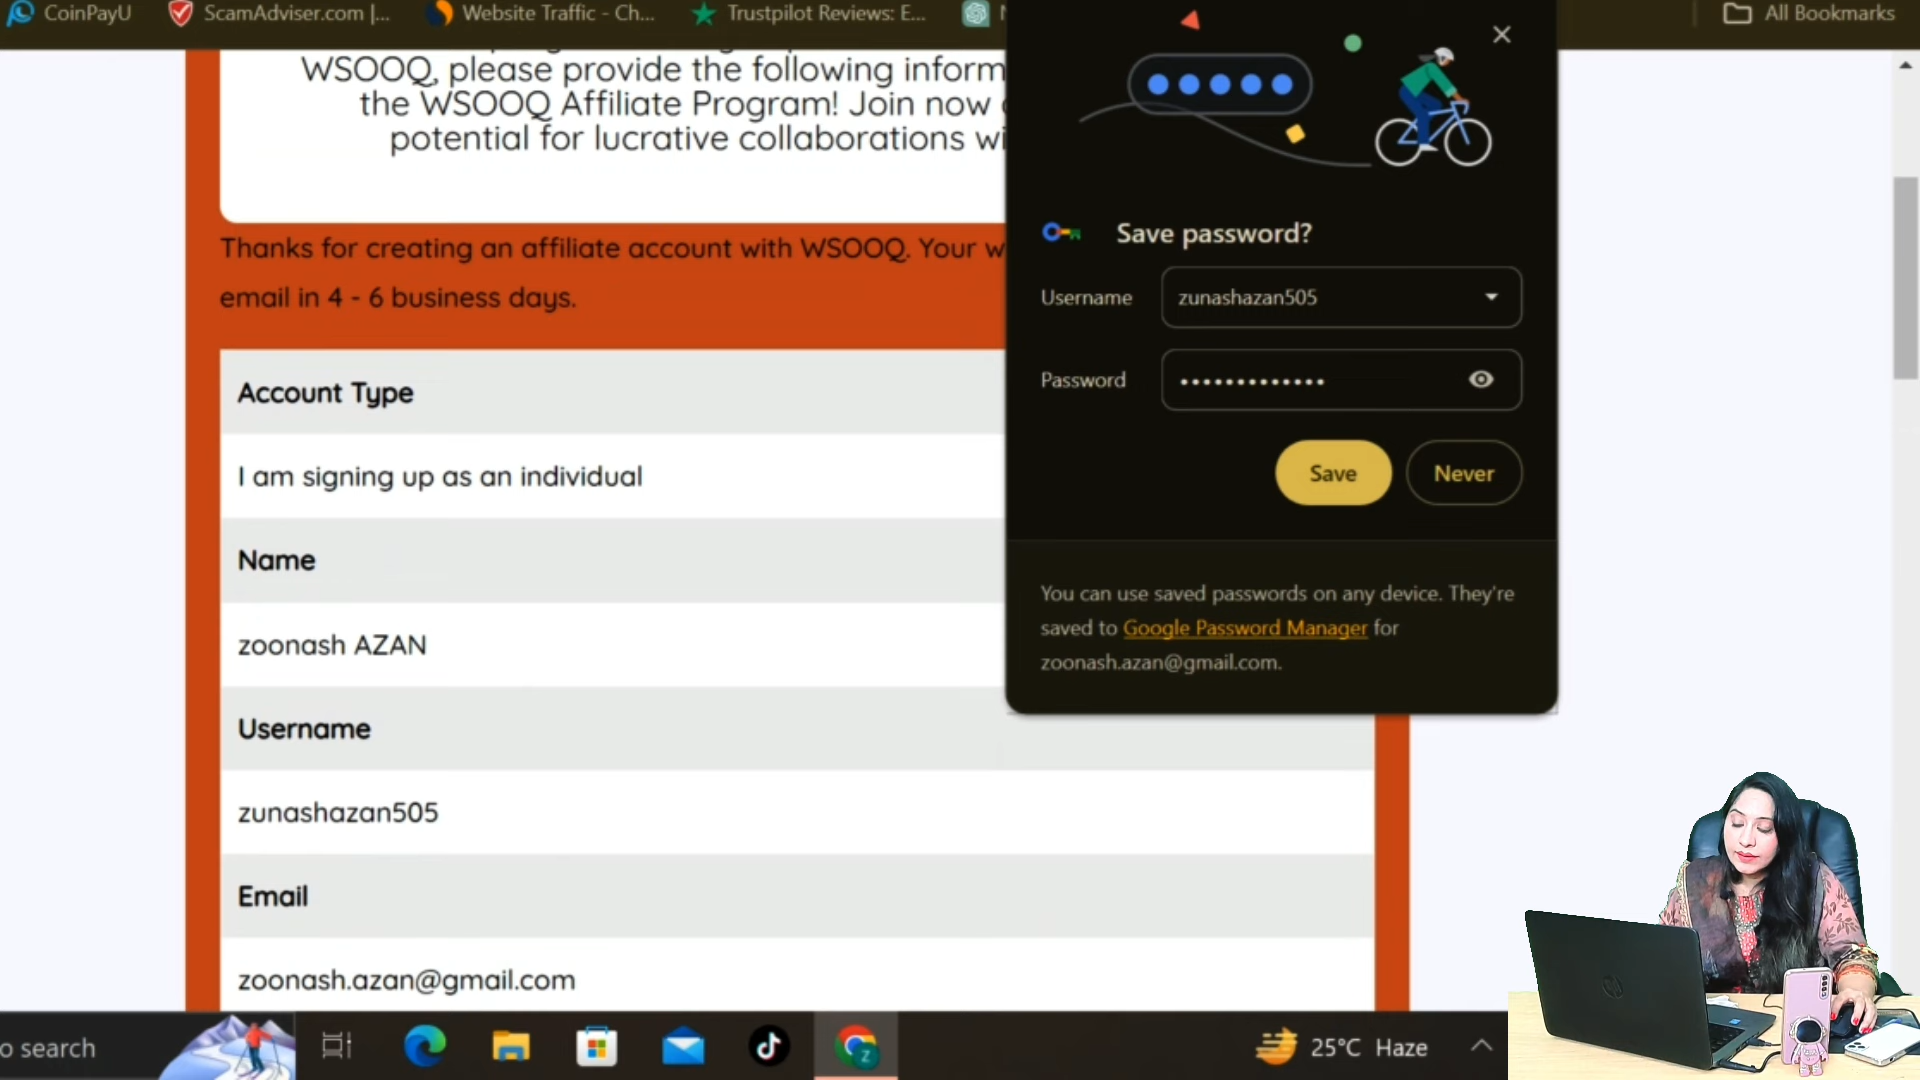 CoinPayU
ScamAdviser.com |...
Website Traffic - Ch...
Trustpilot Reviews: E...
All Bookmarks
WSOOQ, please provide the following inform
the WSOOQ Affiliate Program! Join now
potential for lucrative collaborations wi
Thanks for creating an affiliate account with WSOOQ. Your w
email in 4 - 6 business days.
Account Type
I am signing up as an individual
Name
zoonash AZAN
Username
zunashazan505
Email
zoonash.azan@gmail.com
Save password?
Username
zunashazan505
Password
Save
Never
You can use saved passwords on any device. They're
saved to Google Password Manager for
zoonash.azan@gmail.com.
o search
25°C Haze